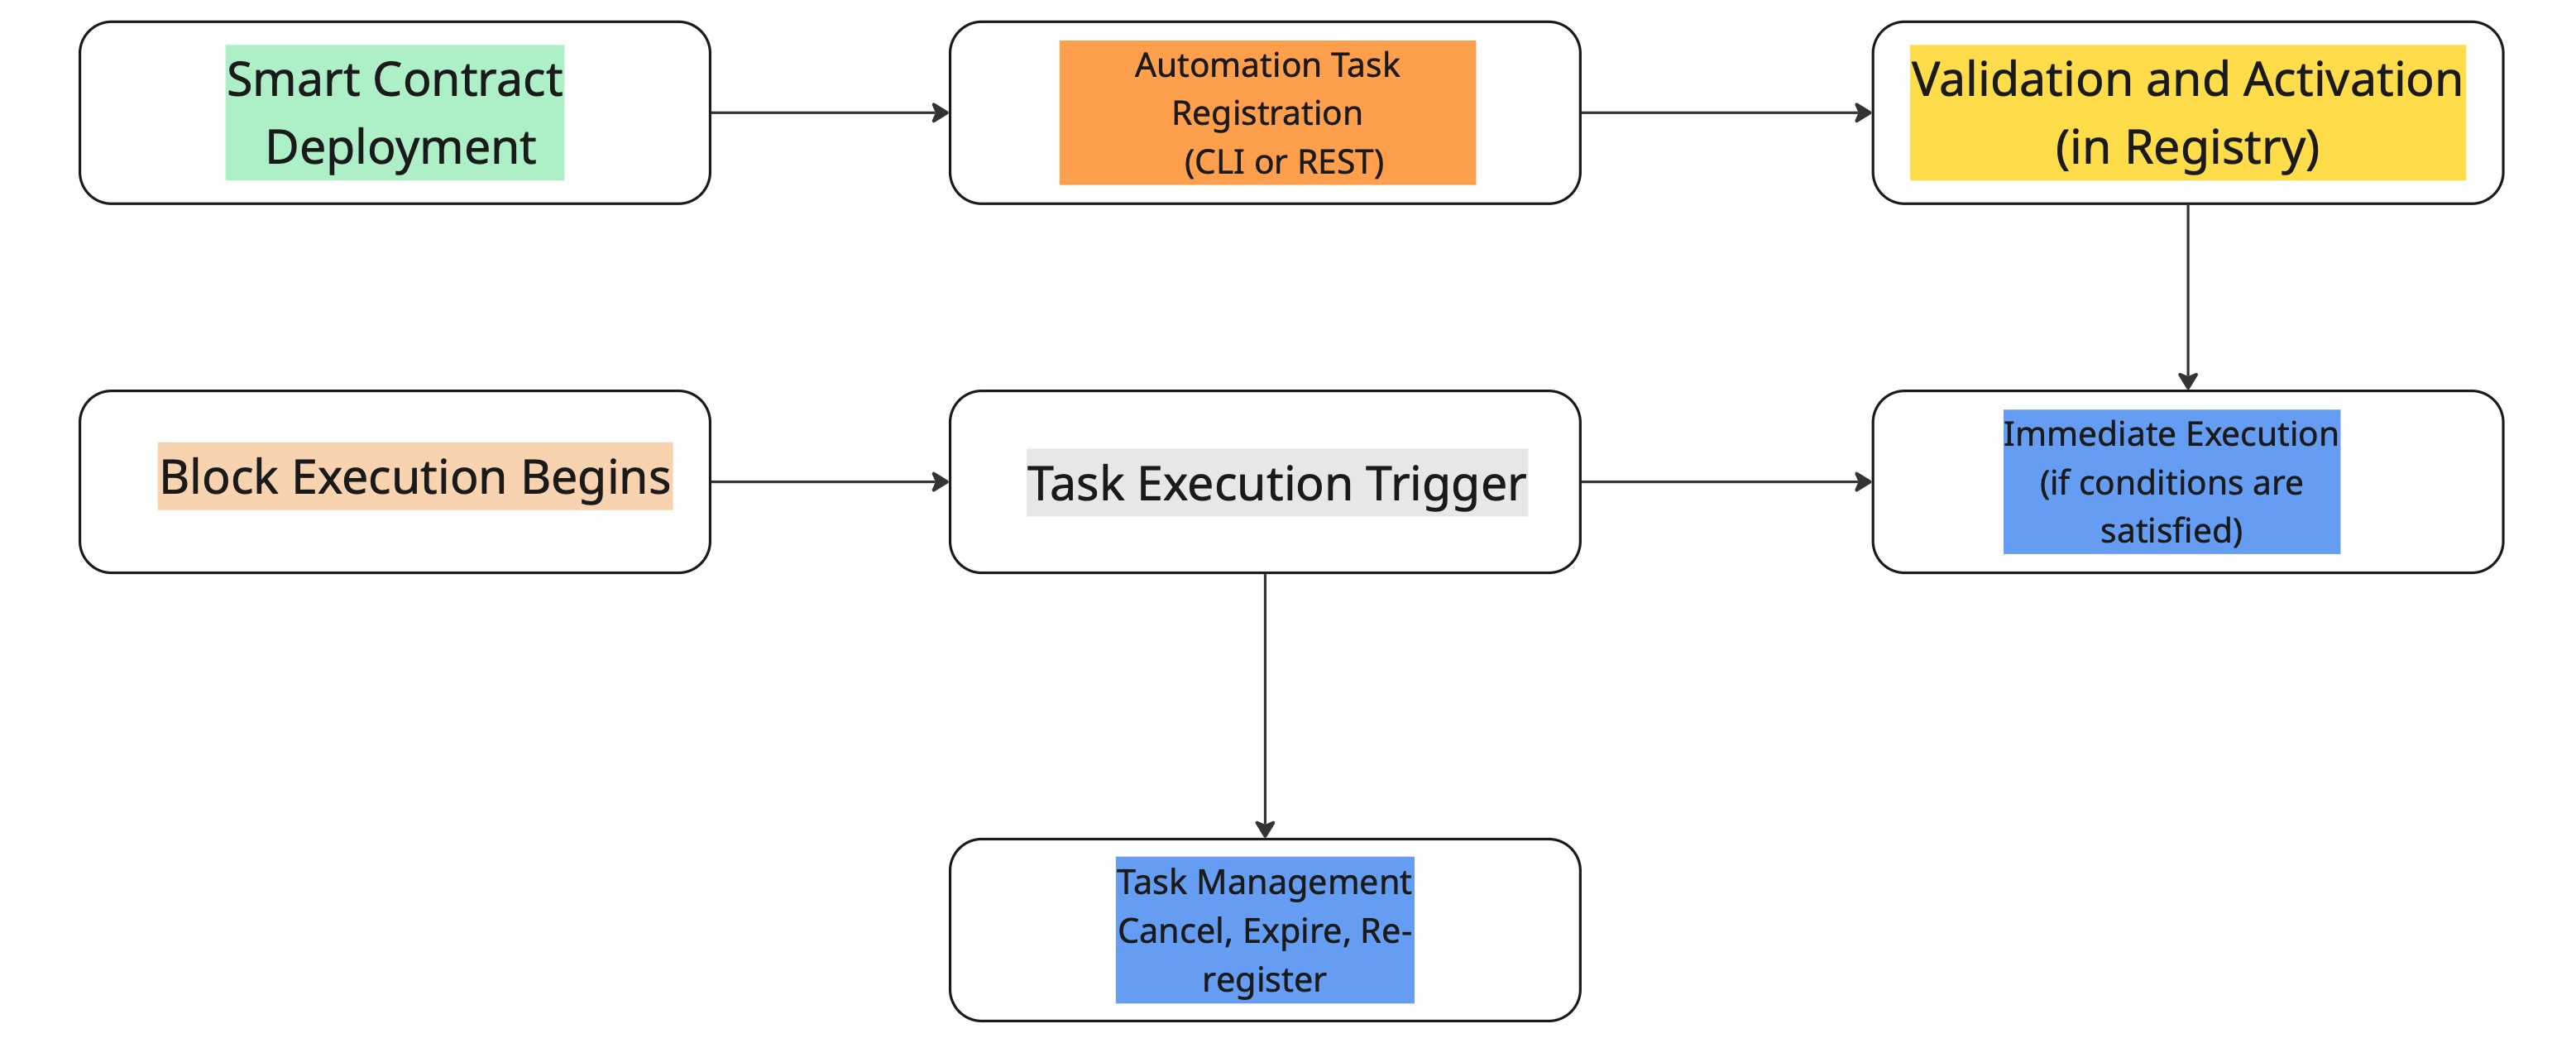 Smart Contract
Deployment
Automation Task
Registration
(CLI or REST)
Validation and Activation
(in Registry)
Block Execution Begins
Task Execution Trigger
Immediate Execution
(if conditions are
satisfied)
Task Management
Cancel, Expire, Re-
register